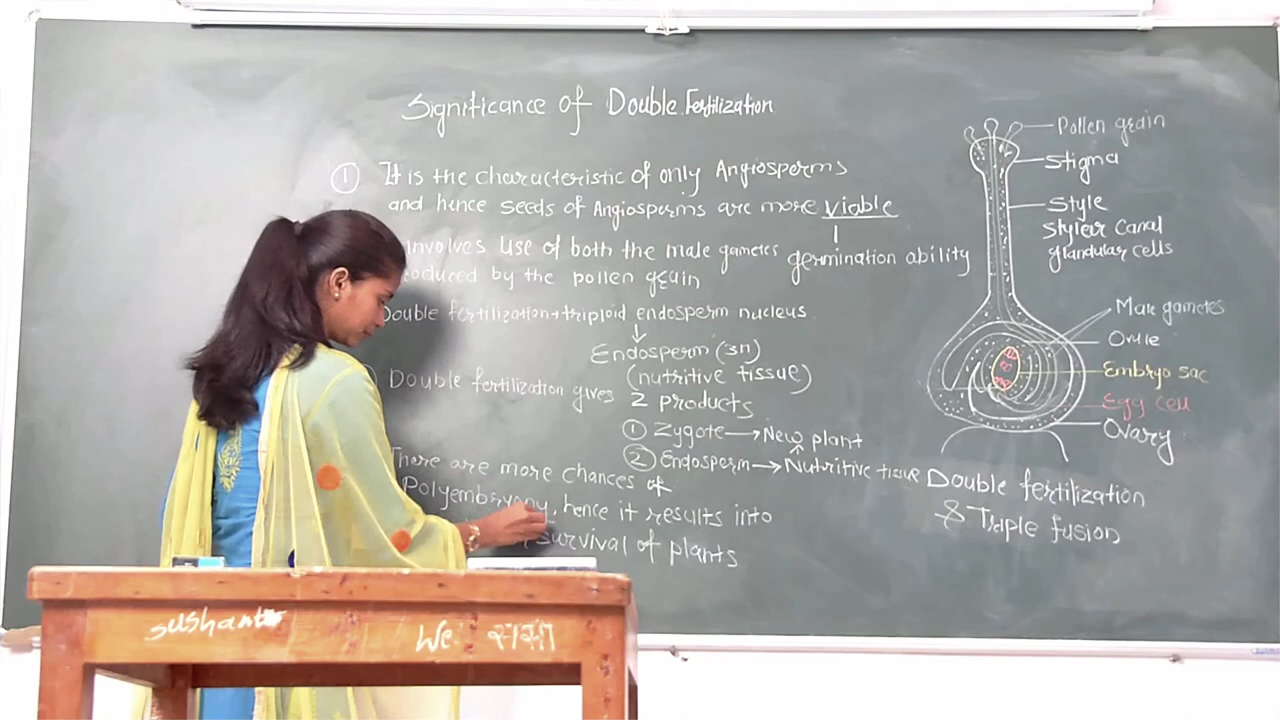 Significance of Double Fertilization
① It is the characteristic of only Angiosperms
and hence seeds of Angiosperms are more viable
involves use of both the male gametes germination ability
by the pollen grain
Double fertilization→triploid endosperm nucleus
Endosperm (3n)
(nutritive tissue)
Double fertilization gives 2 products
① Zygote→New plant
② Endosperm→Nutritive tissue
There are more chances of
Polyembryony, hence it results into
survival of plants
Pollen grain
Stigma
Style
Styler Canal
glandular cells
Male gametes
Ovule
Embryo sac
Egg cell
Ovary
Double fertilization
& Triple fusion
sushant
We